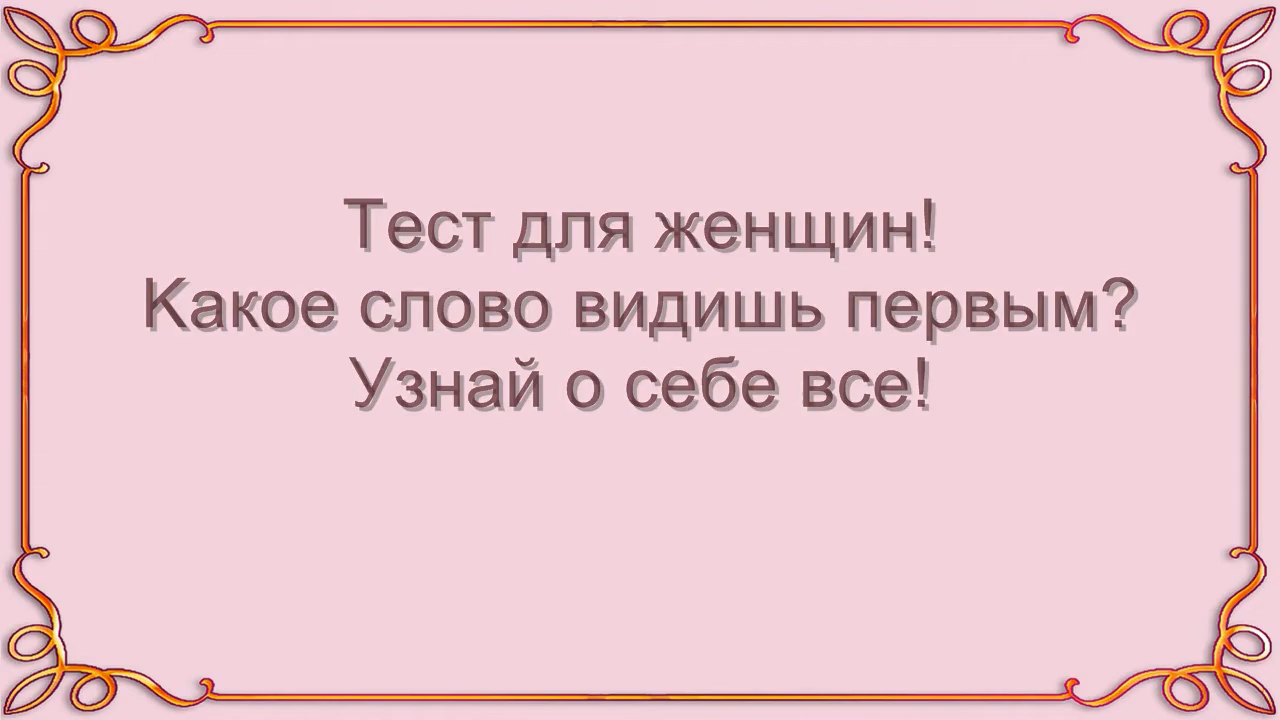 Тест для женщин!
Какое слово видишь первым?
Узнай о себе все!